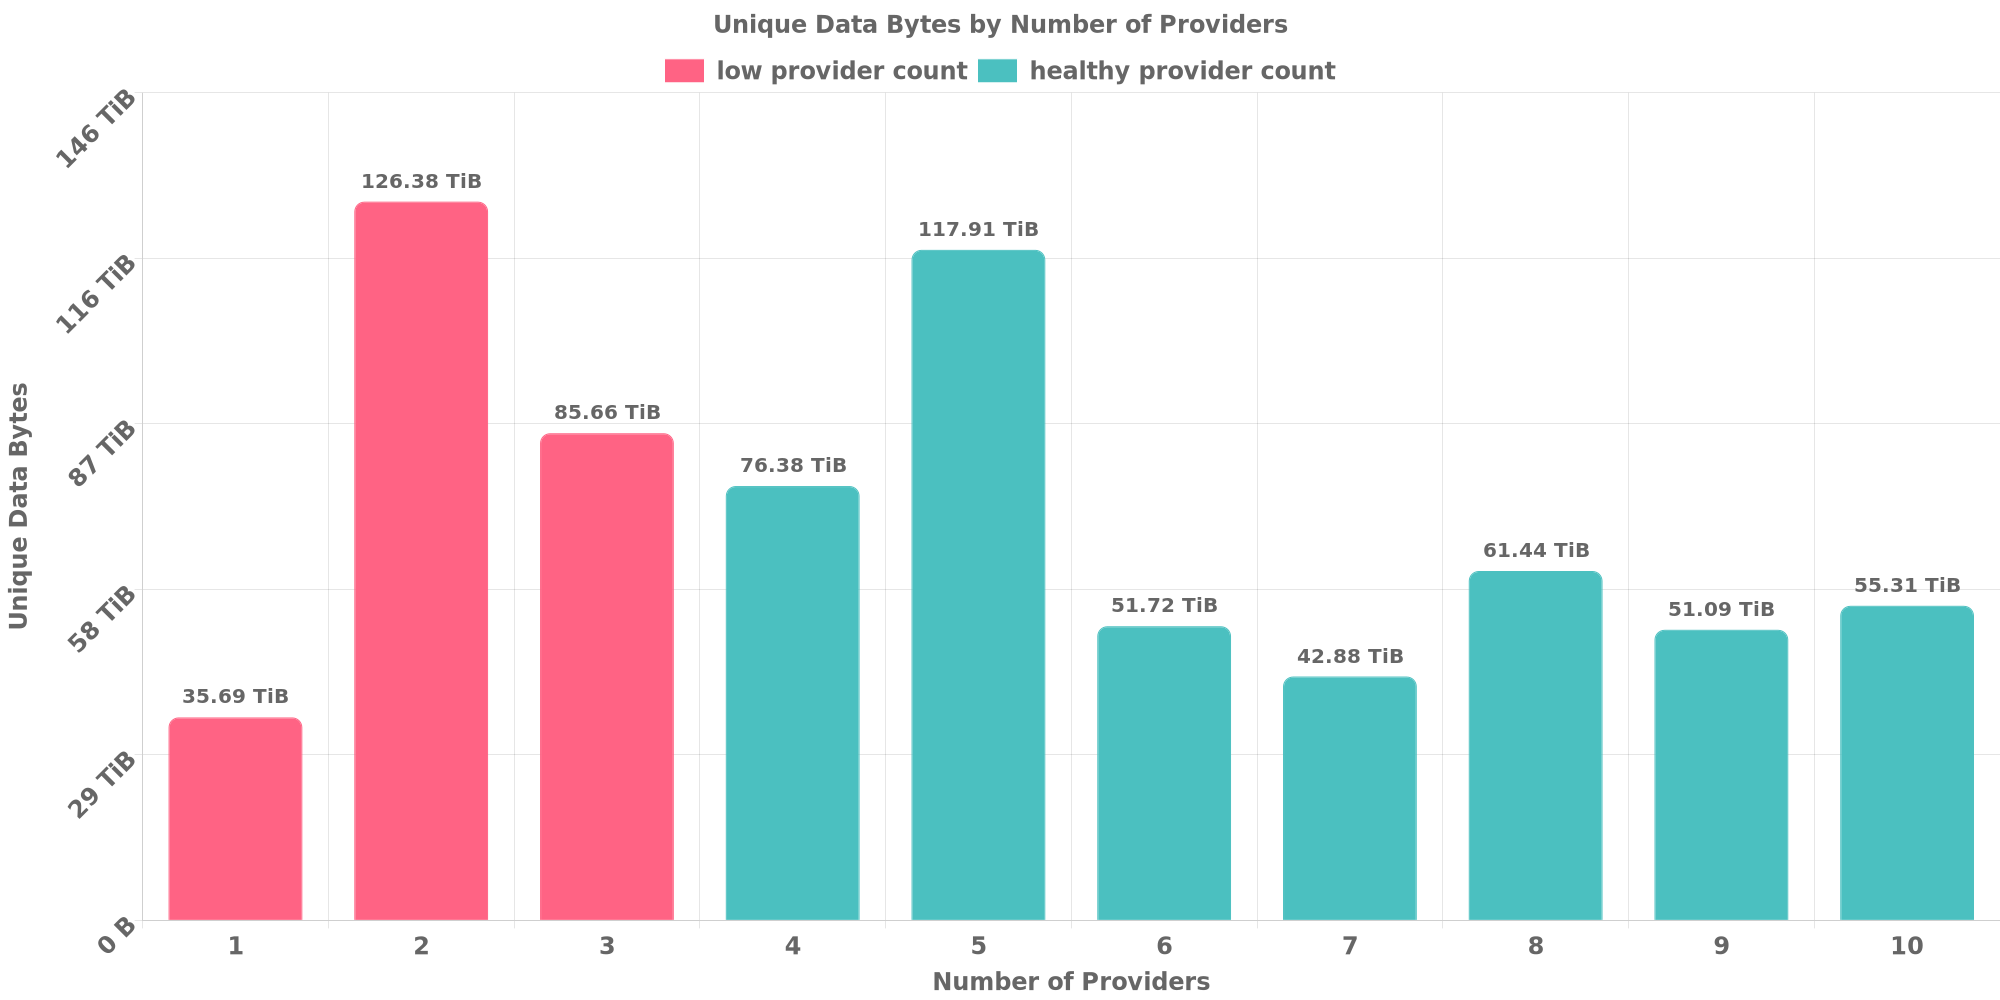 Unique Data Bytes by Number of Providers
low provider count healthy provider count
146 TiB
116 TiB
87 TiB
58 TiB
29 TiB
0 B
Unique Data Bytes
35.69 TiB
126.38 TiB
85.66 TiB
76.38 TiB
117.91 TiB
51.72 TiB
42.88 TiB
61.44 TiB
51.09 TiB
55.31 TiB
1 2 3 4 5 6 7 8 9 10
Number of Providers